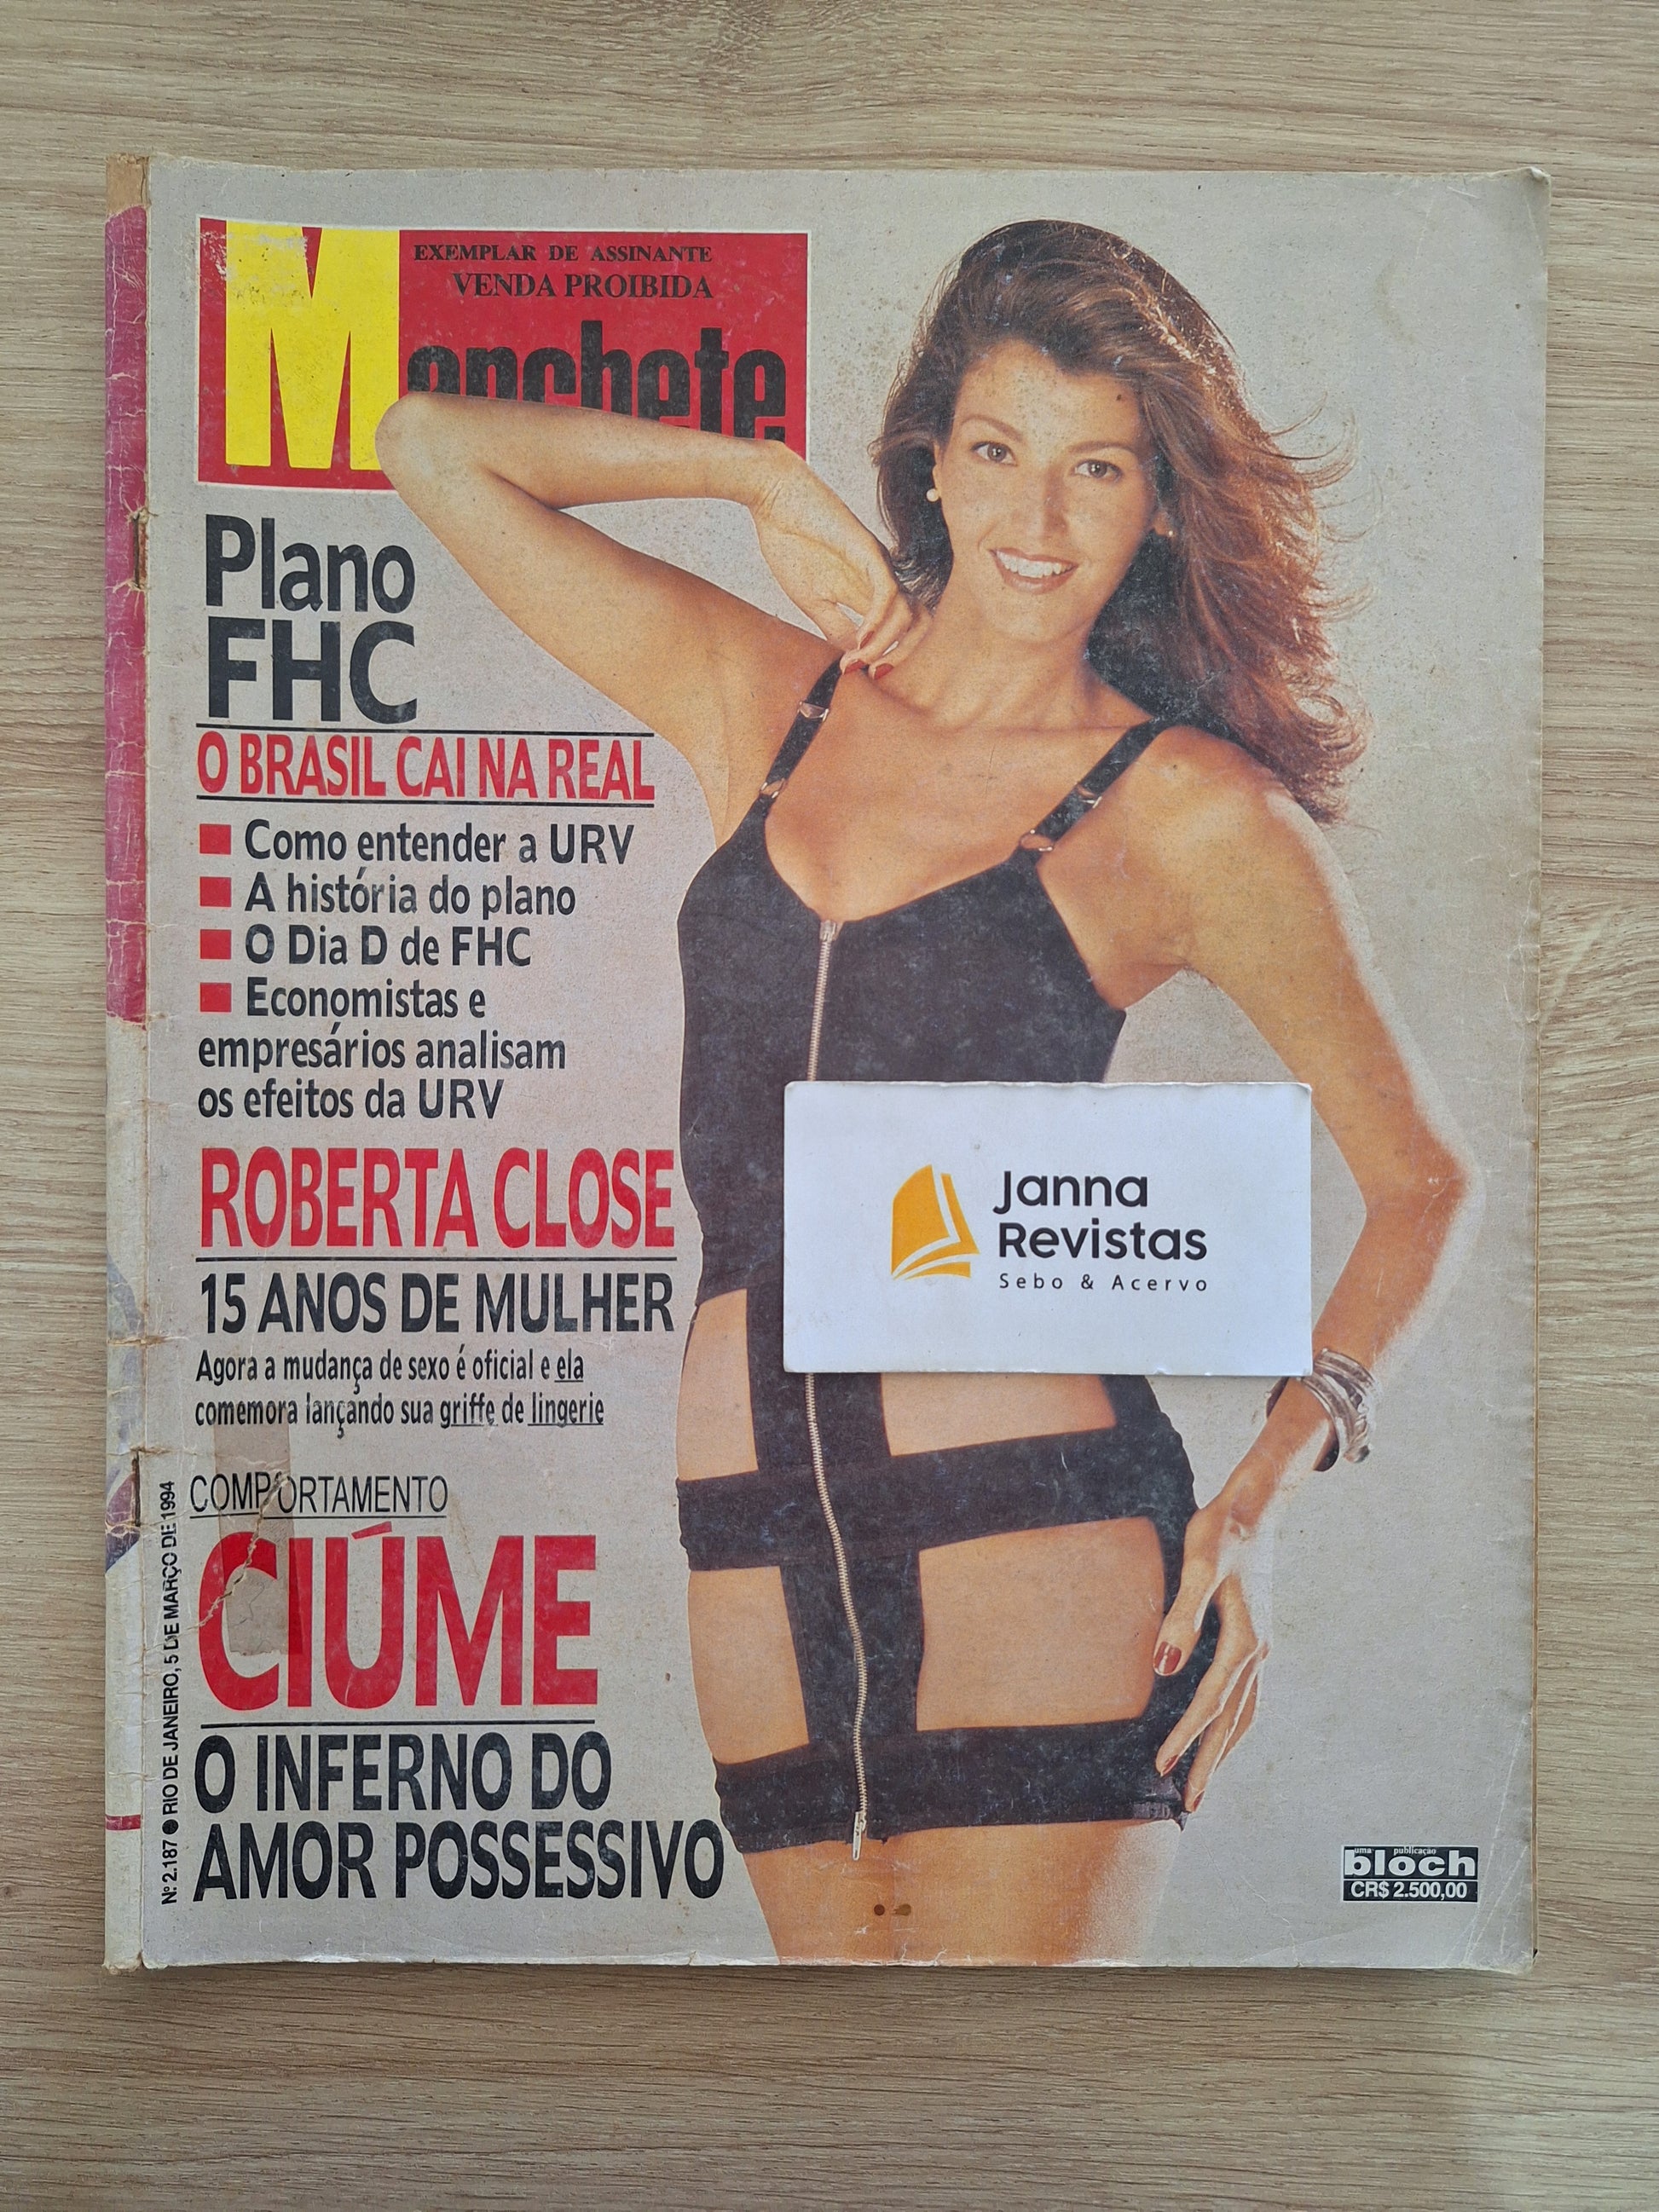 EXEMPLAR DE ASSINANTE
VENDA PROIBIDA
Manchete
Plano
FHC
O BRASIL CAI NA REAL
Como entender a URV
A história do plano
O Dia D de FHC
Economistas e
empresários analisam
os efeitos da URV
ROBERTA CLOSE
15 ANOS DE MULHER
Agora a mudança de sexo é oficial e ela
comemora lançando sua griffe de lingerie
COMPORTAMENTO
CIÚME
O INFERNO DO
AMOR POSSESSIVO
Nº 2.187 ● RIO DE JANEIRO, 5 DE MARÇO DE 1994
Janna
Revistas
Sebo & Acervo
uma publicação
bloch
CR$ 2.500,00